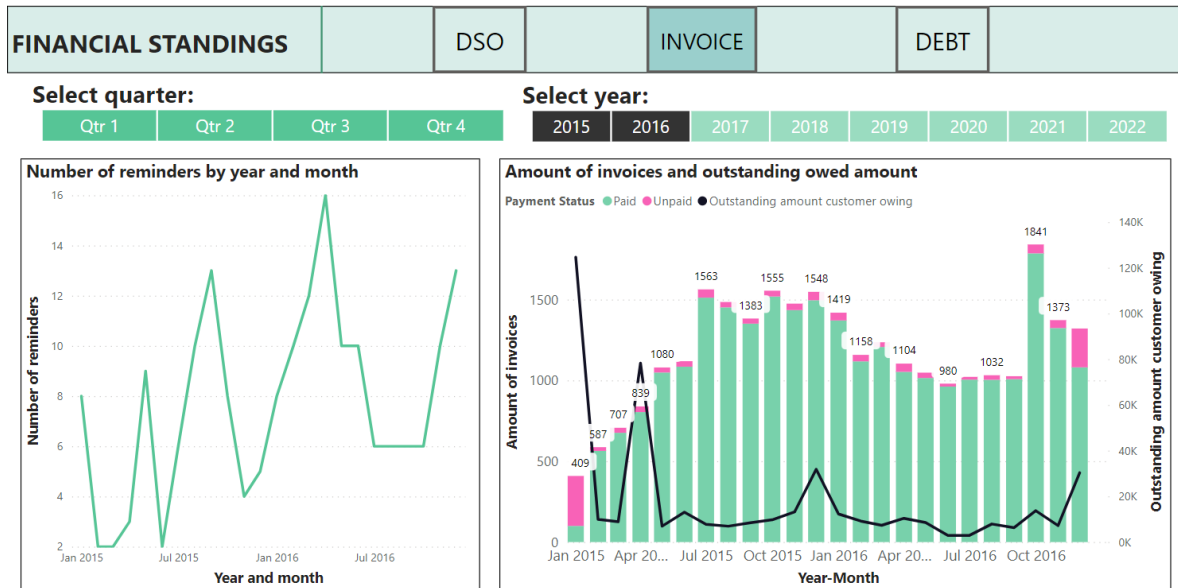 FINANCIAL STANDINGS
DSO
INVOICE
DEBT
Select quarter:
Qtr 1
Qtr 2
Qtr 3
Qtr 4
Select year:
2015
2016
2017
2018
2019
2020
2021
2022
Number of reminders by year and month
Number of reminders
16
14
12
10
8
6
4
2
Jan 2015
Jul 2015
Jan 2016
Jul 2016
Year and month
Amount of invoices and outstanding owed amount
Payment Status Paid Unpaid Outstanding amount customer owing
Amount of invoices
1500
1000
500
0
409
587
707
839
1080
1563
1383
1555
1548
1419
1158
1104
980
1032
1841
1373
140K
120K
100K
80K
60K
40K
20K
0K
Outstanding amount customer owing
Jan 2015
Apr 20...
Jul 2015
Oct 2015
Jan 2016
Apr 20...
Jul 2016
Oct 2016
Year-Month